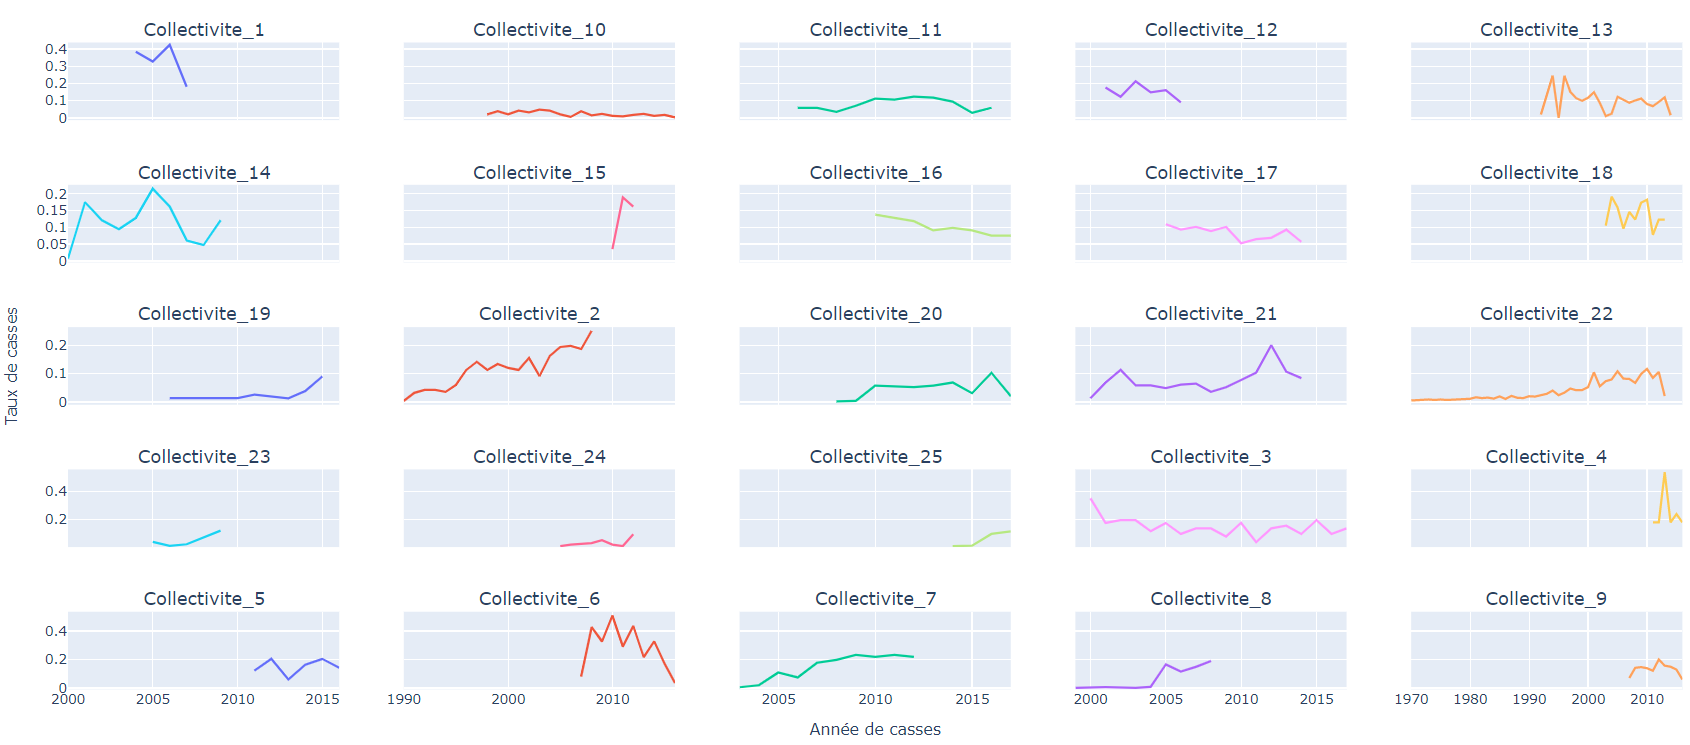 Collectivite_1 Collectivite_10 Collectivite_11 Collectivite_12 Collectivite_13
0.4
0.3
0.2
0.1
0
Collectivite_14 Collectivite_15 Collectivite_16 Collectivite_17 Collectivite_18
0.2
0.15
0.1
0.05
0
Collectivite_19 Collectivite_2 Collectivite_20 Collectivite_21 Collectivite_22
0.2
0.1
0
Taux de casses
Collectivite_23 Collectivite_24 Collectivite_25 Collectivite_3 Collectivite_4
0.4
0.2
Collectivite_5 Collectivite_6 Collectivite_7 Collectivite_8 Collectivite_9
0.4
0.2
0
2000 2005 2010 2015 1990 2000 2010 2005 2010 2015 2000 2005 2010 2015 1970 1980 1990 2000 2010
Année de casses